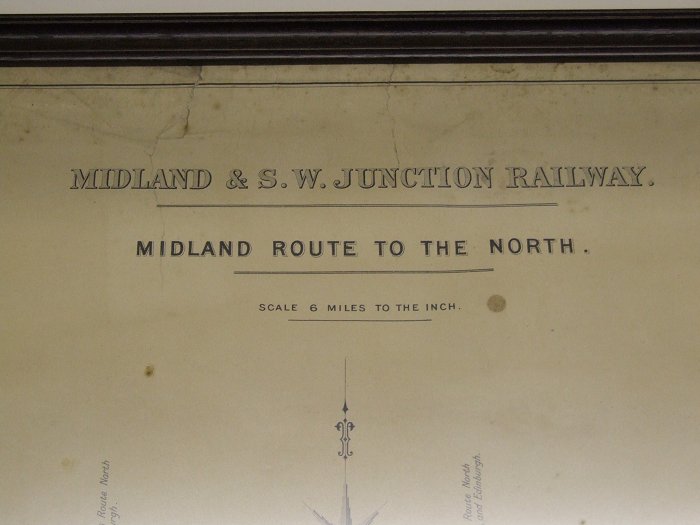 MIDLAND & S.W. JUNCTION RAILWAY.
MIDLAND ROUTE TO THE NORTH.
SCALE 6 MILES TO THE INCH.
Route North
Route North
and Edinburgh.